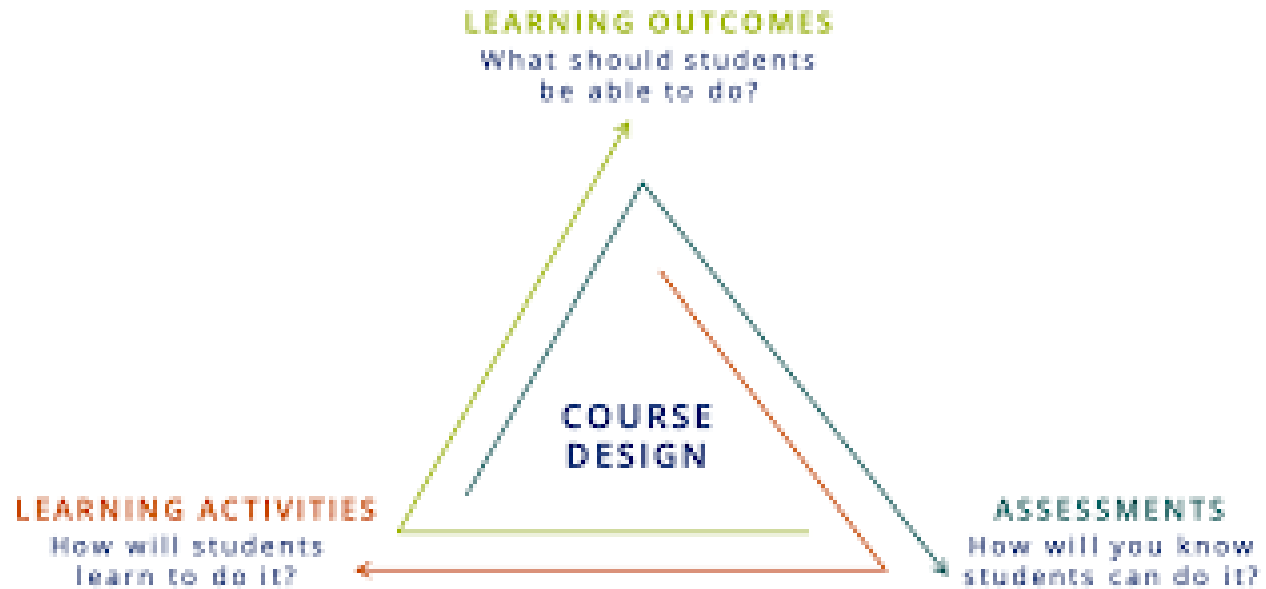 LEARNING OUTCOMES
What should students
be able to do?
COURSE
DESIGN
LEARNING ACTIVITIES
How will students
learn to do it?
ASSESSMENTS
How will you know
students can do it?